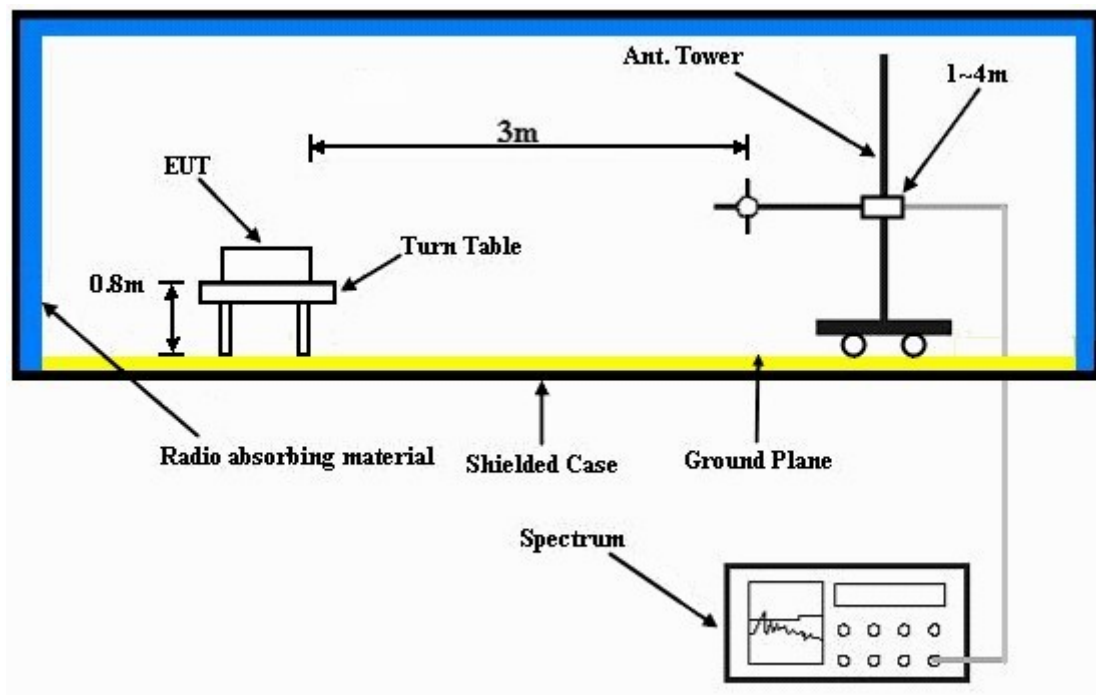 Ant. Tower
1~4m
3m
EUT
Turn Table
0.8m
Radio absorbing material
Shielded Case
Ground Plane
Spectrum